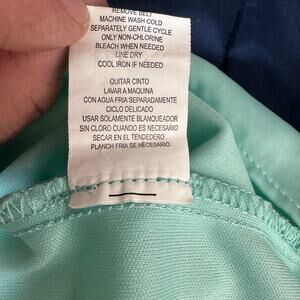 REMOVE BELT
MACHINE WASH COLD
SEPARATELY GENTLE CYCLE
ONLY NON-CHLORINE
BLEACH WHEN NEEDED
LINE DRY
COOL IRON IF NEEDED
QUITAR CINTO
LAVAR A MAQUINA
CON AGUA FRIA SEPARADAMENTE
CICLO DELICADO
USAR SOLAMENTE BLANQUEADOR
SIN CLORO CUANDO ES NECESARIO
SECAR EN EL TENDEDERO
PLANCH FRIA SE NECESARIO